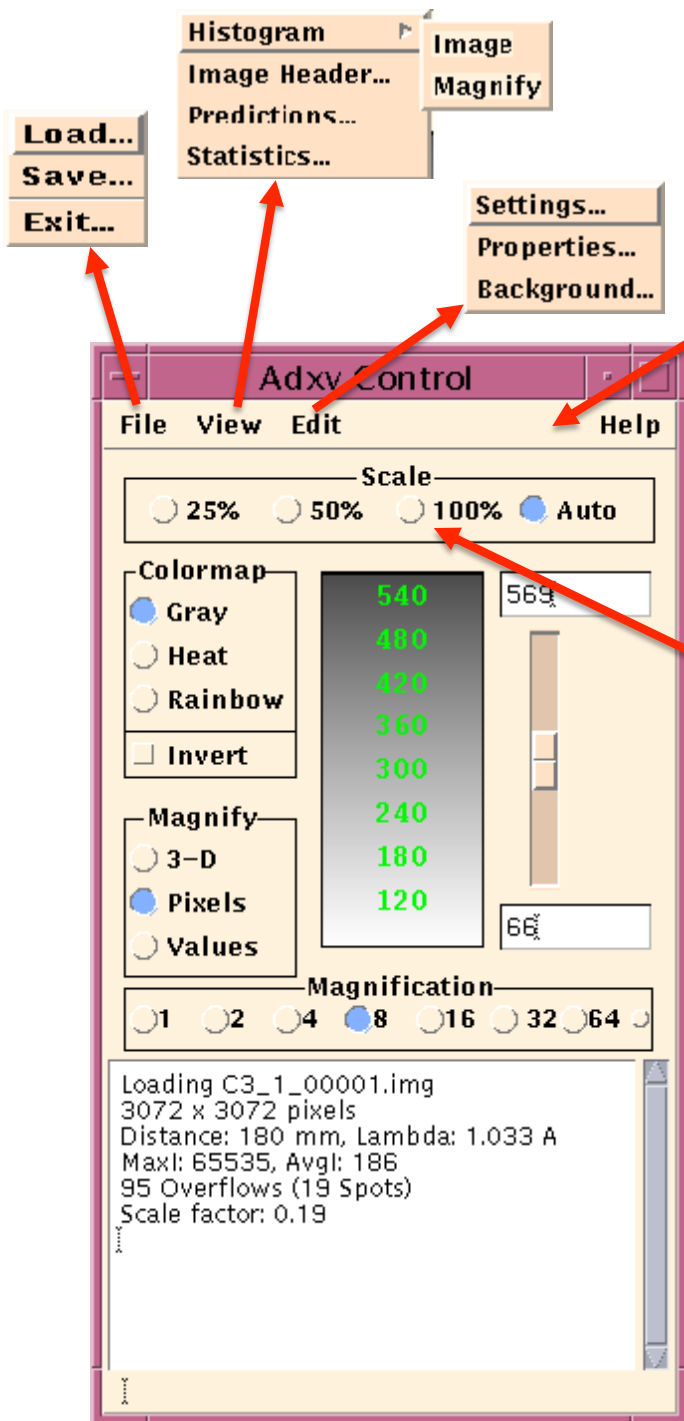 Histogram
Image Header...
Predictions...
Statistics...
Image
Magnify
Load...
Save...
Exit...
Settings...
Properties...
Background...
Adxv Control
File View Edit Help
Scale
25% 50% 100% Auto
Colormap
Gray
Heat
Rainbow
Invert
540
480
420
360
300
240
180
120
569
66
Magnify
3-D
Pixels
Values
Magnification
1 2 4 8 16 32 64
Loading C3_1_00001.img
3072 x 3072 pixels
Distance: 180 mm, Lambda: 1.033 A
MaxI: 65535, AvgI: 186
95 Overflows (19 Spots)
Scale factor: 0.19